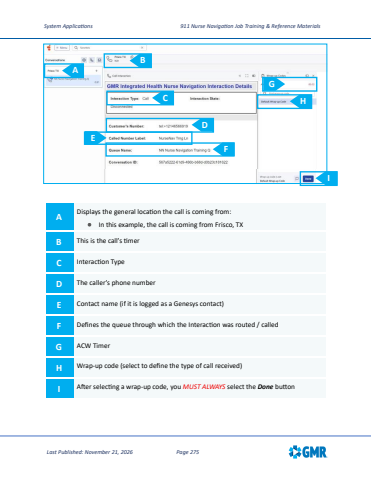 System Applications
911 Nurse Navigation Job Training & Reference Materials
B
A
Call Interaction
GMR Integrated Health Nurse Navigation Interaction Details
G
Interaction Type: Call
C
Interaction State:
Disconnected
H
Customer's Number:
D
E
Called Number Label:
Queue Name:
F
Conversation ID:
I
A
Displays the general location the call is coming from:
● In this example, the call is coming from Frisco, TX
B
This is the call's timer
C
Interaction Type
D
The caller's phone number
E
Contact name (if it is logged as a Genesys contact)
F
Defines the queue through which the Interaction was routed / called
G
ACW Timer
H
Wrap-up code (select to define the type of call received)
I
After selecting a wrap-up code, you MUST ALWAYS select the Done button
Last Published: November 21, 2026
Page 275
GMR